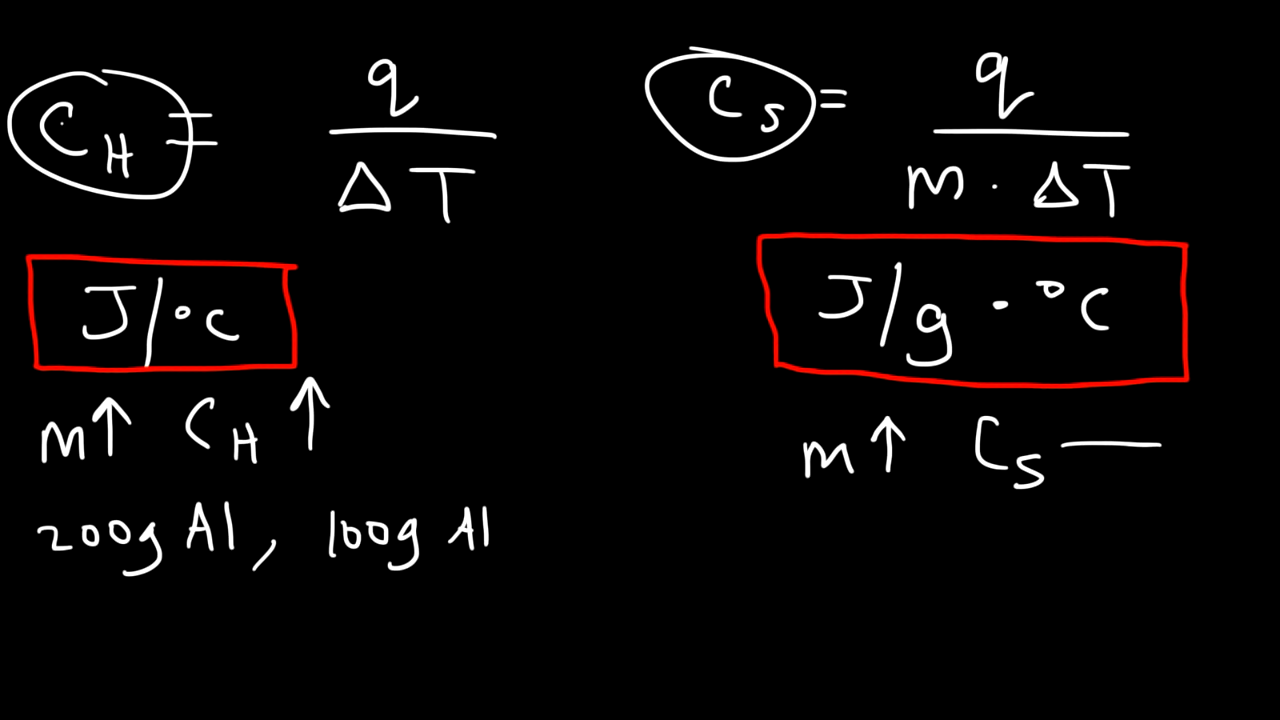 C_H = q / ΔT
J/°C
m↑ C_H ↑
200g Al, 100g Al
C_s = q / m · ΔT
J/g · °C
m↑ C_s —